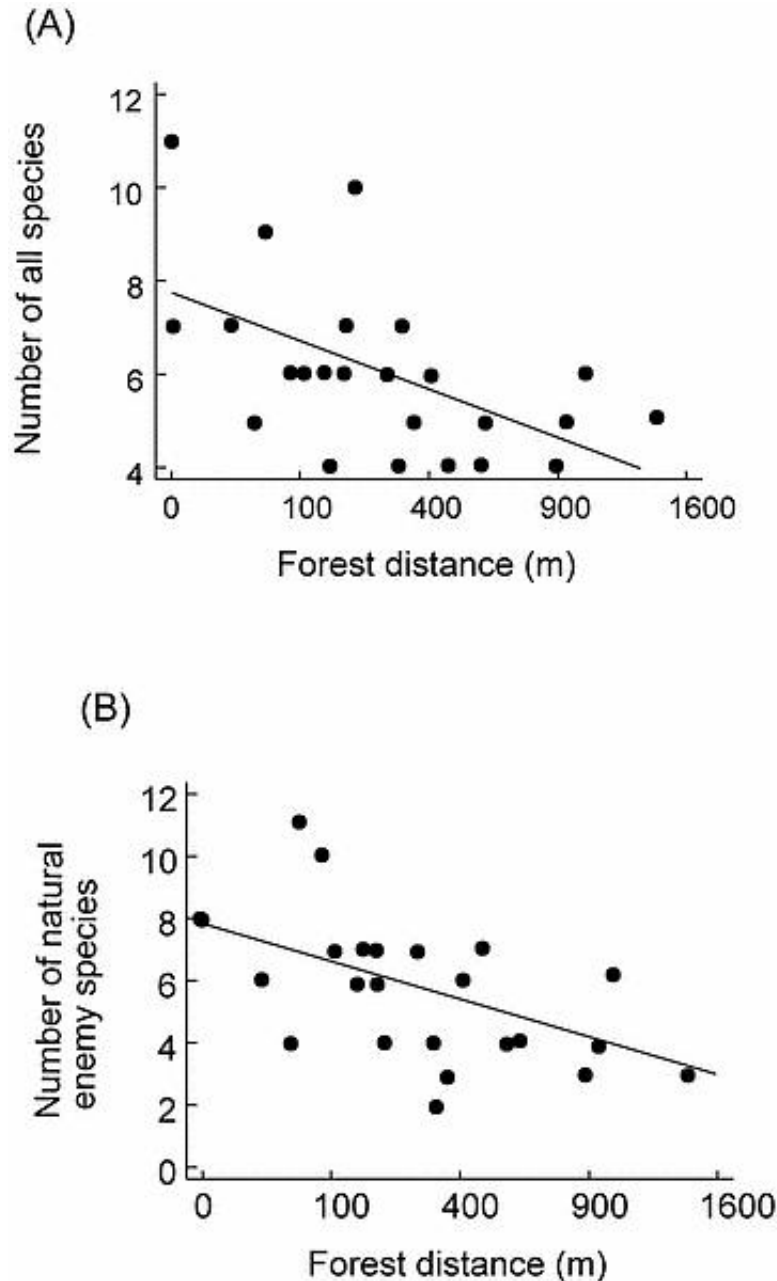 (A)
12
10
8
6
4
Number of all species
0 100 400 900 1600
Forest distance (m)
(B)
12
10
8
6
4
2
0
Number of natural
enemy species
0 100 400 900 1600
Forest distance (m)